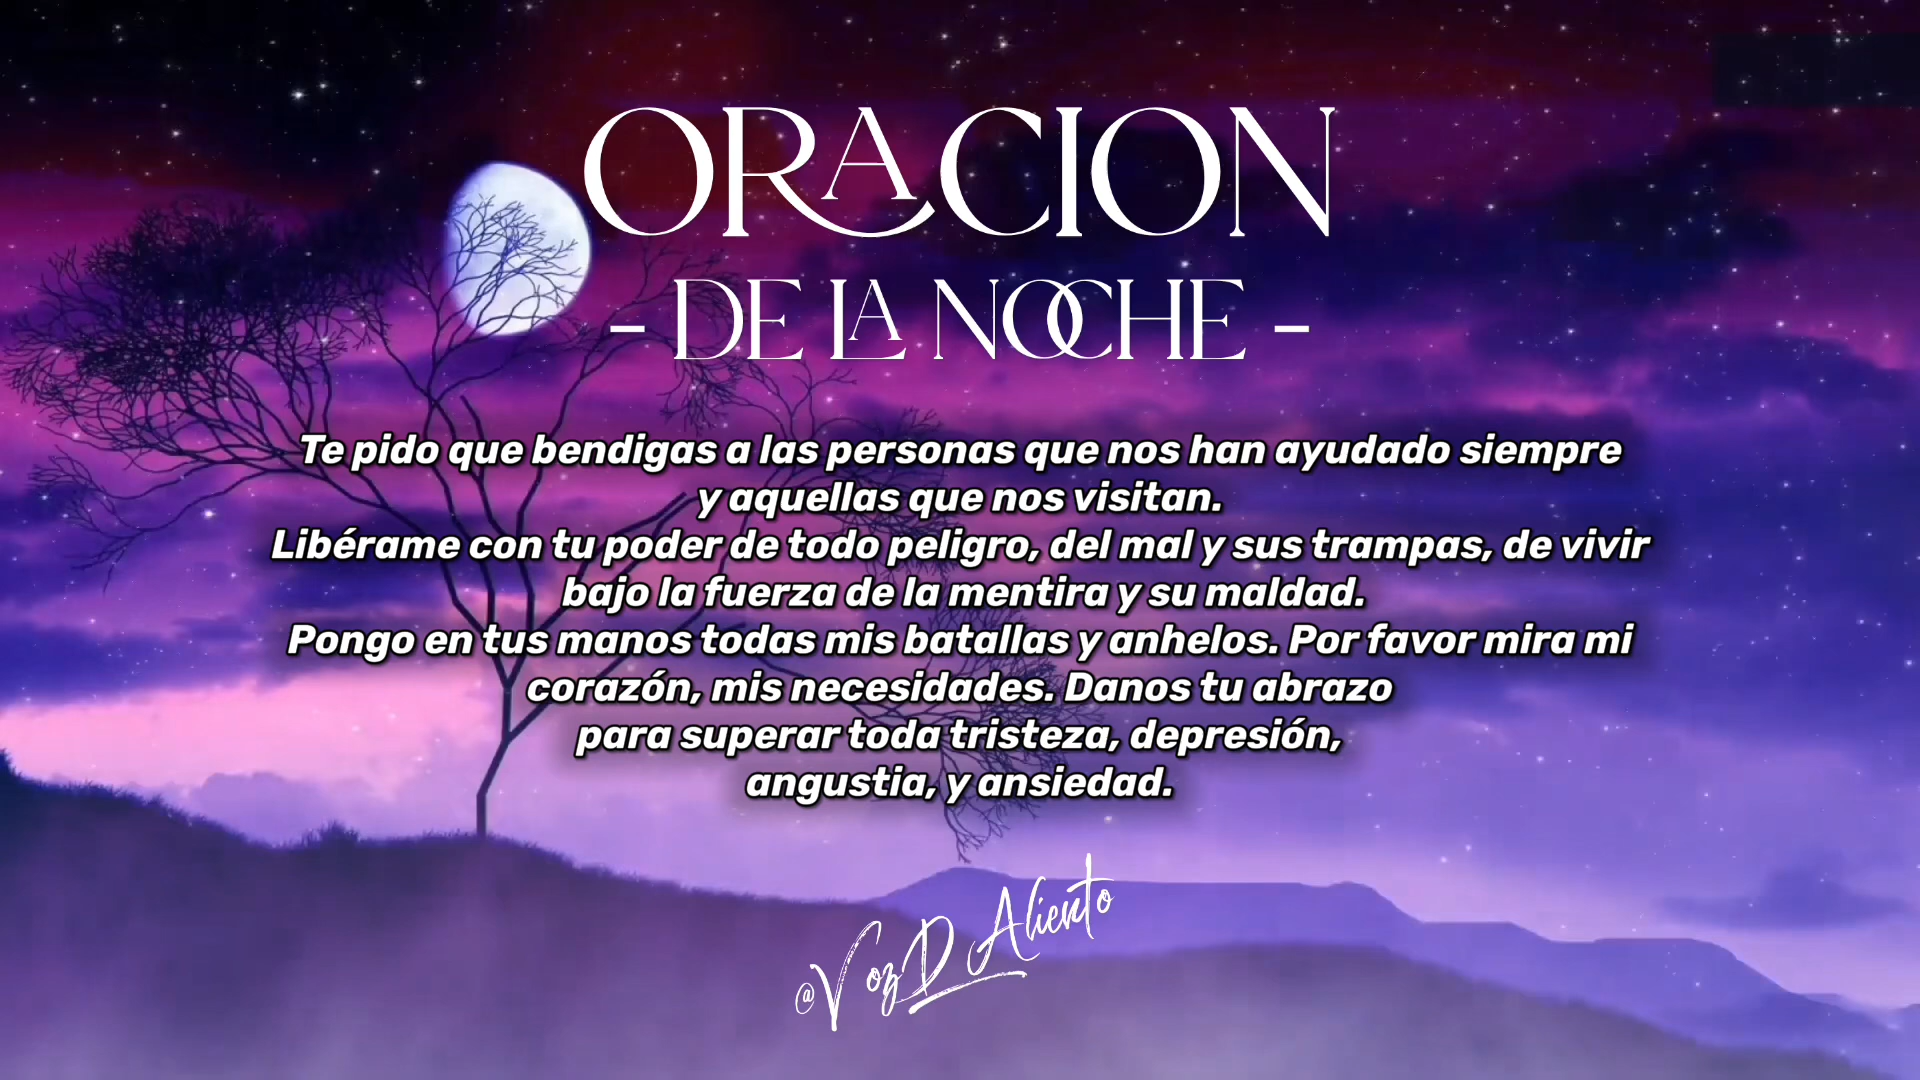 ORACION
- DE LA NOCHE -
Te pido que bendigas a las personas que nos han ayudado siempre
y aquellas que nos visitan.
Libérame con tu poder de todo peligro, del mal y sus trampas, de vivir
bajo la fuerza de la mentira y su maldad.
Pongo en tus manos todas mis batallas y anhelos. Por favor mira mi
corazón, mis necesidades. Danos tu abrazo
para superar toda tristeza, depresión,
angustia, y ansiedad.
@VozD Aliento